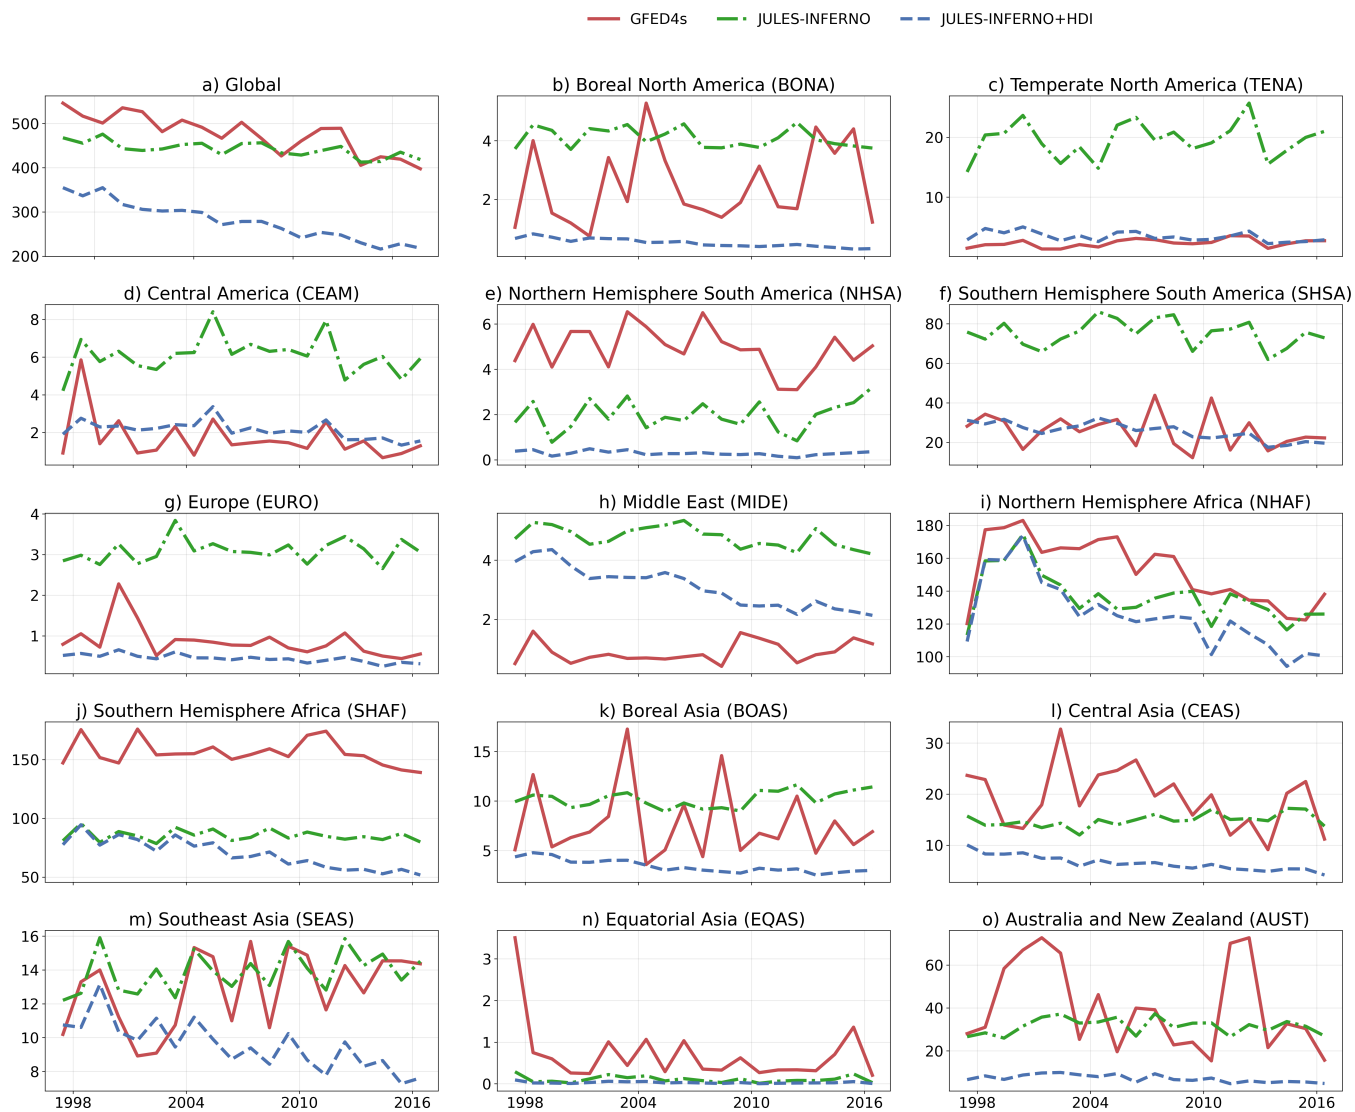 GFED4s JULES-INFERNO JULES-INFERNO+HDI
a) Global
500
400
300
200
b) Boreal North America (BONA)
4
2
c) Temperate North America (TENA)
20
10
d) Central America (CEAM)
8
6
4
2
e) Northern Hemisphere South America (NHSA)
6
4
2
0
f) Southern Hemisphere South America (SHSA)
80
60
40
20
g) Europe (EURO)
4
3
2
1
h) Middle East (MIDE)
4
2
i) Northern Hemisphere Africa (NHAF)
180
160
140
120
100
j) Southern Hemisphere Africa (SHAF)
150
100
50
k) Boreal Asia (BOAS)
15
10
5
l) Central Asia (CEAS)
30
20
10
m) Southeast Asia (SEAS)
16
14
12
10
8
1998 2004 2010 2016
n) Equatorial Asia (EQAS)
3
2
1
0
1998 2004 2010 2016
o) Australia and New Zealand (AUST)
60
40
20
1998 2004 2010 2016